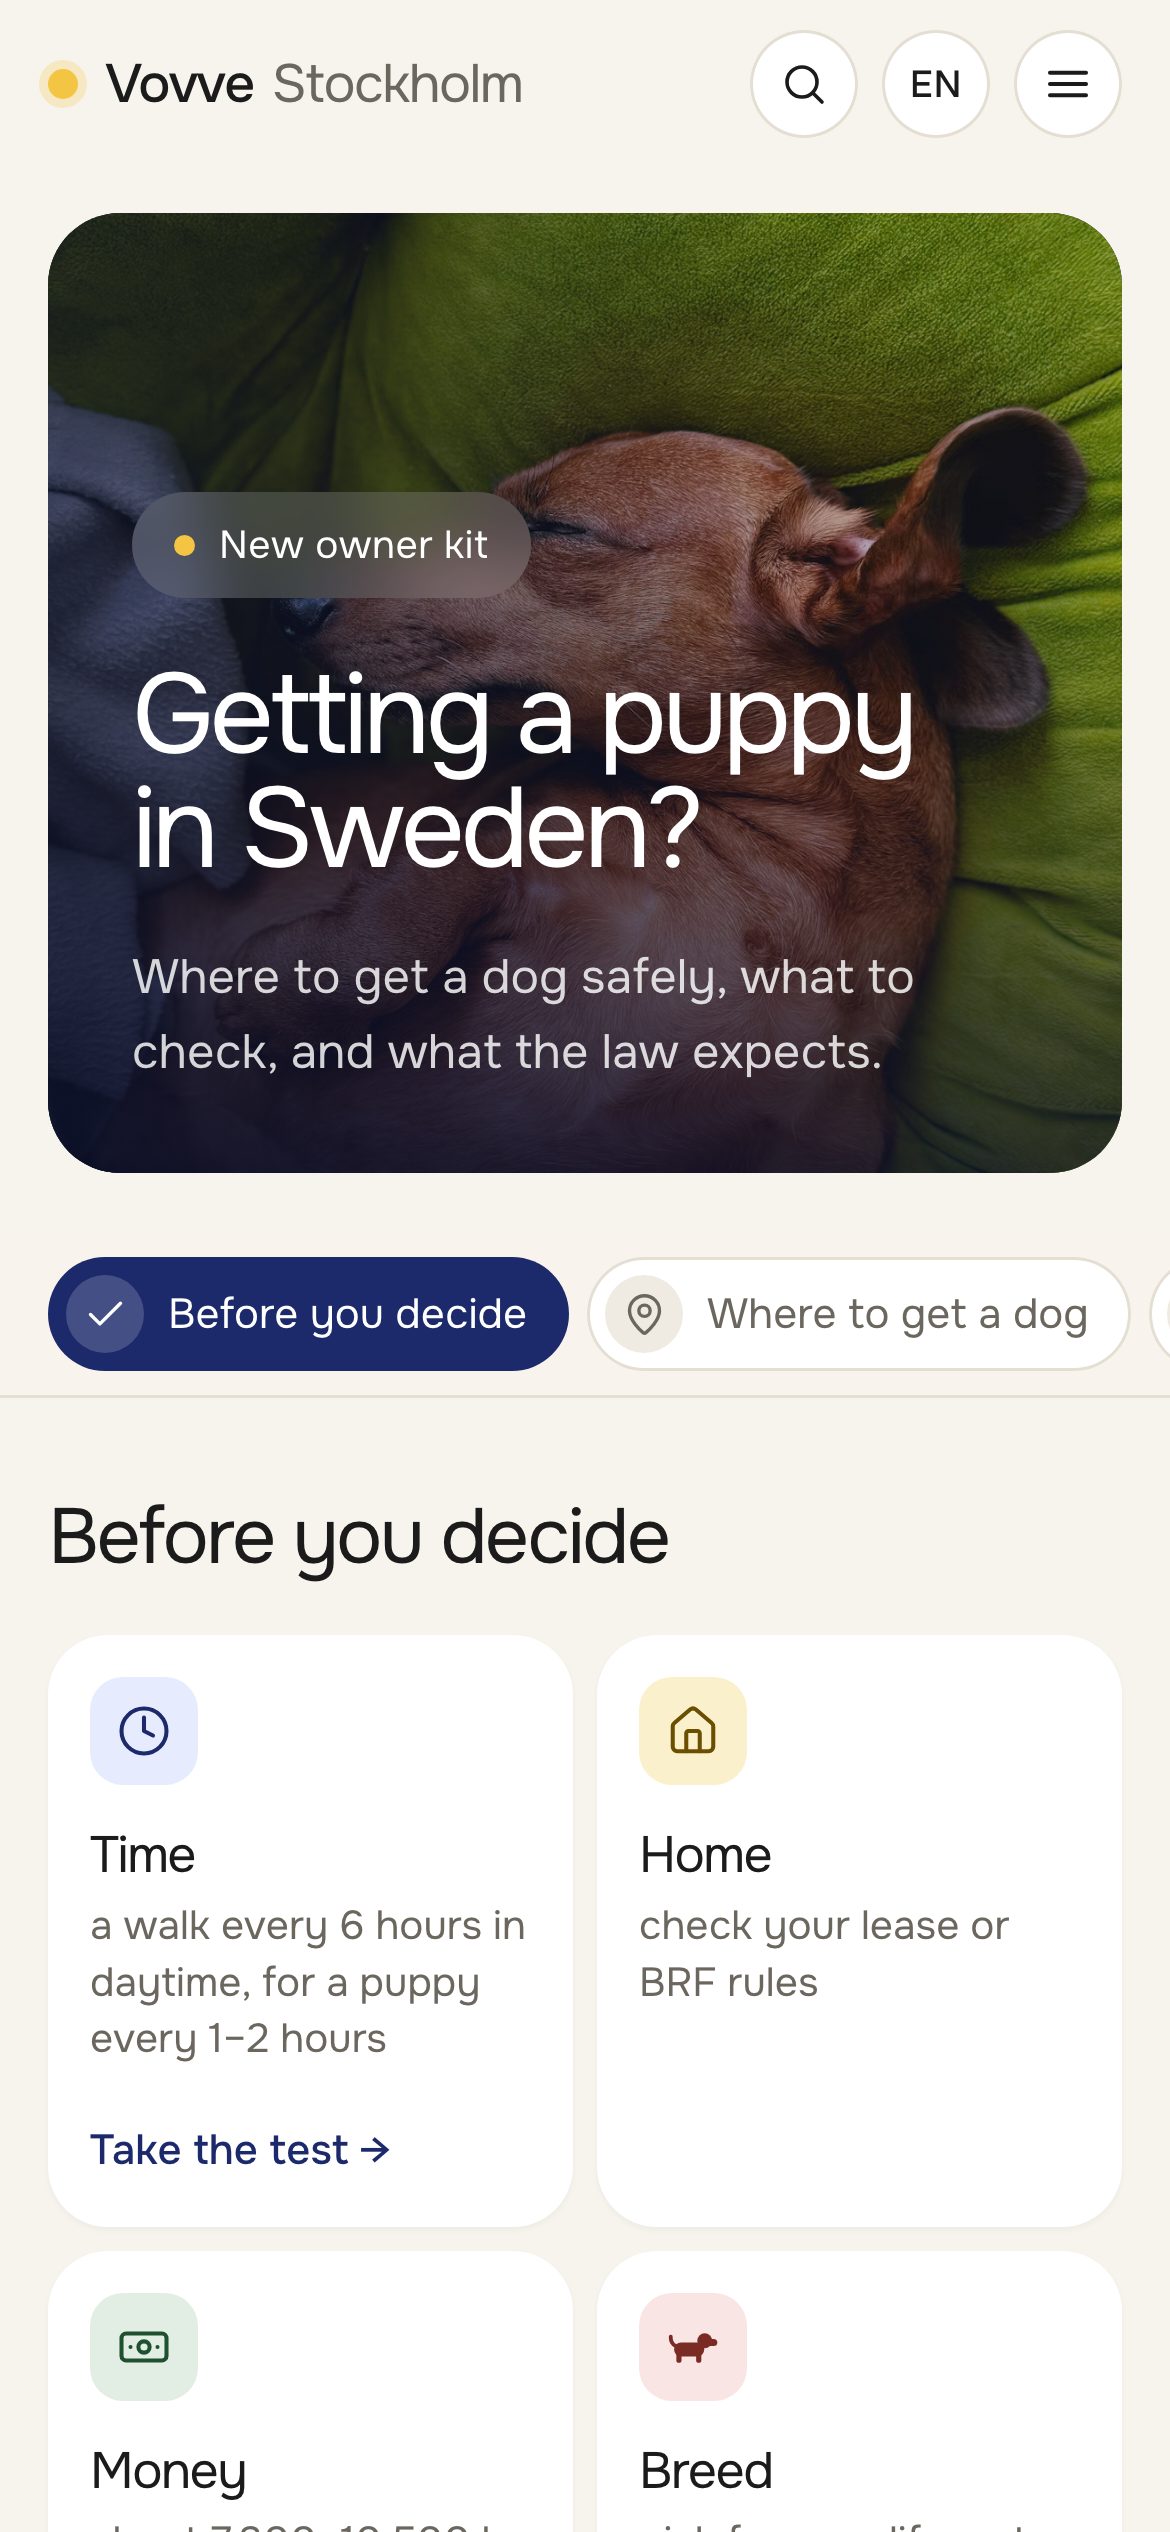 Vovve Stockholm
EN
New owner kit
Getting a puppy
in Sweden?
Where to get a dog safely, what to
check, and what the law expects.
Before you decide
Where to get a dog
Before you decide
Time
a walk every 6 hours in
daytime, for a puppy
every 1–2 hours
Take the test →
Home
check your lease or
BRF rules
Money
Breed